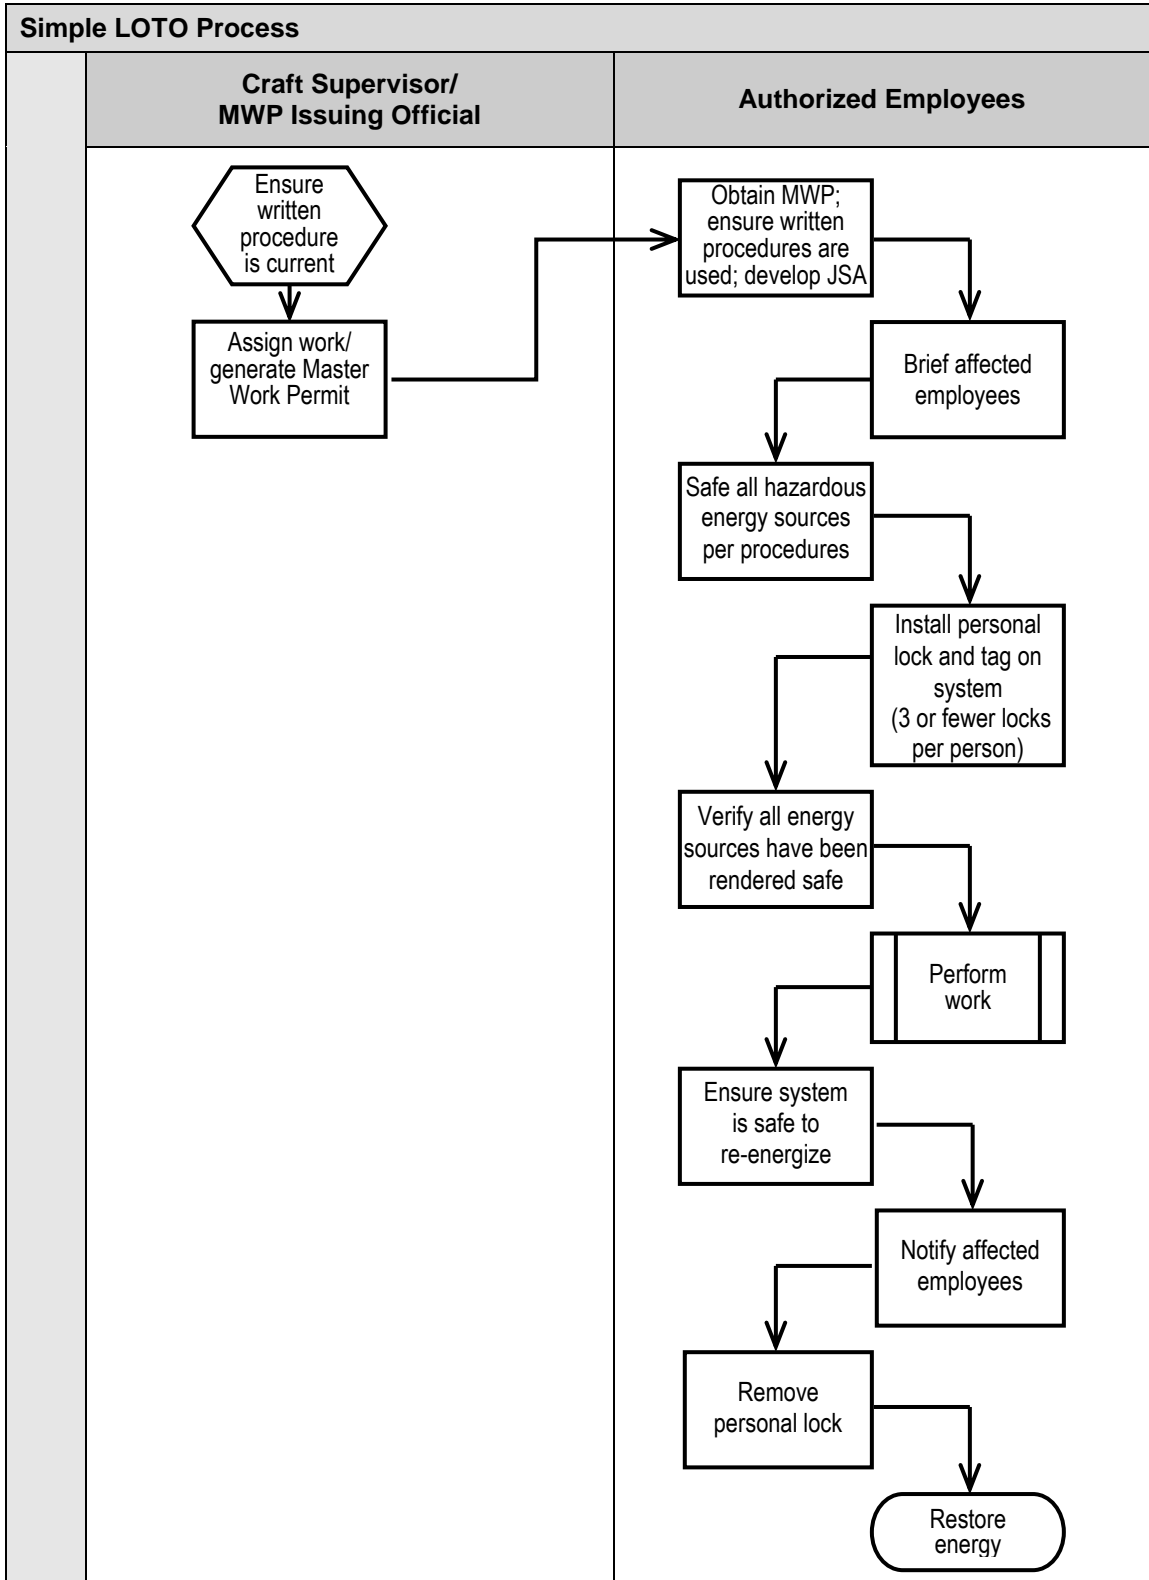 Simple LOTO Process
Craft Supervisor/
MWP Issuing Official
Authorized Employees
Ensure
written
procedure
is current
Assign work/
generate Master
Work Permit
Obtain MWP;
ensure written
procedures are
used; develop JSA
Brief affected
employees
Safe all hazardous
energy sources
per procedures
Install personal
lock and tag on
system
(3 or fewer locks
per person)
Verify all energy
sources have been
rendered safe
Perform
work
Ensure system
is safe to
re-energize
Notify affected
employees
Remove
personal lock
Restore
energy